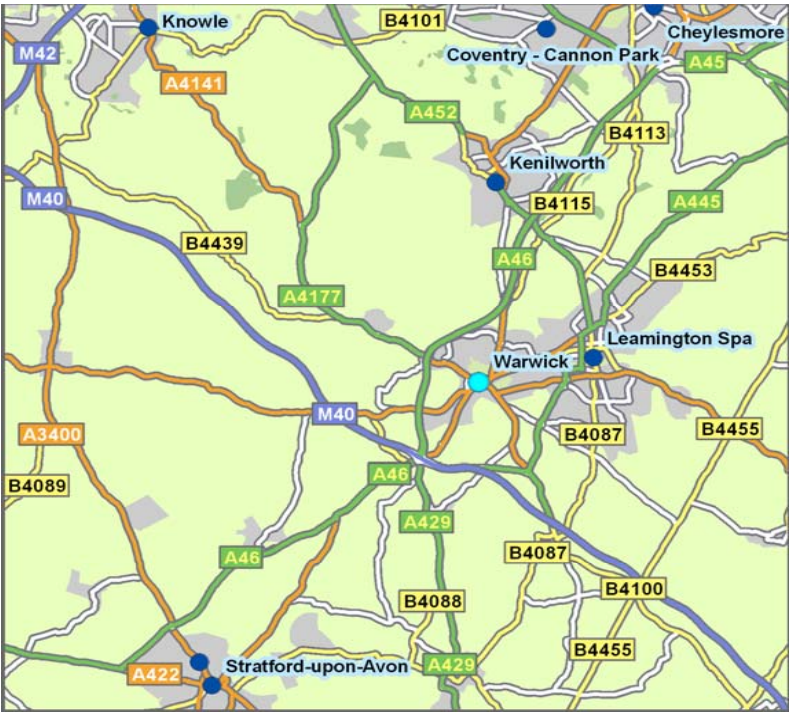 Knowle
B4101
Cheylesmore
M42
Coventry - Cannon Park
A45
A4141
A452
B4113
Kenilworth
M40
B4115
A445
B4439
A46
B4453
A4177
Leamington Spa
Warwick
M40
A3400
B4087
B4455
A46
B4089
A429
A46
B4087
B4100
B4088
B4455
Stratford-upon-Avon
A429
A422